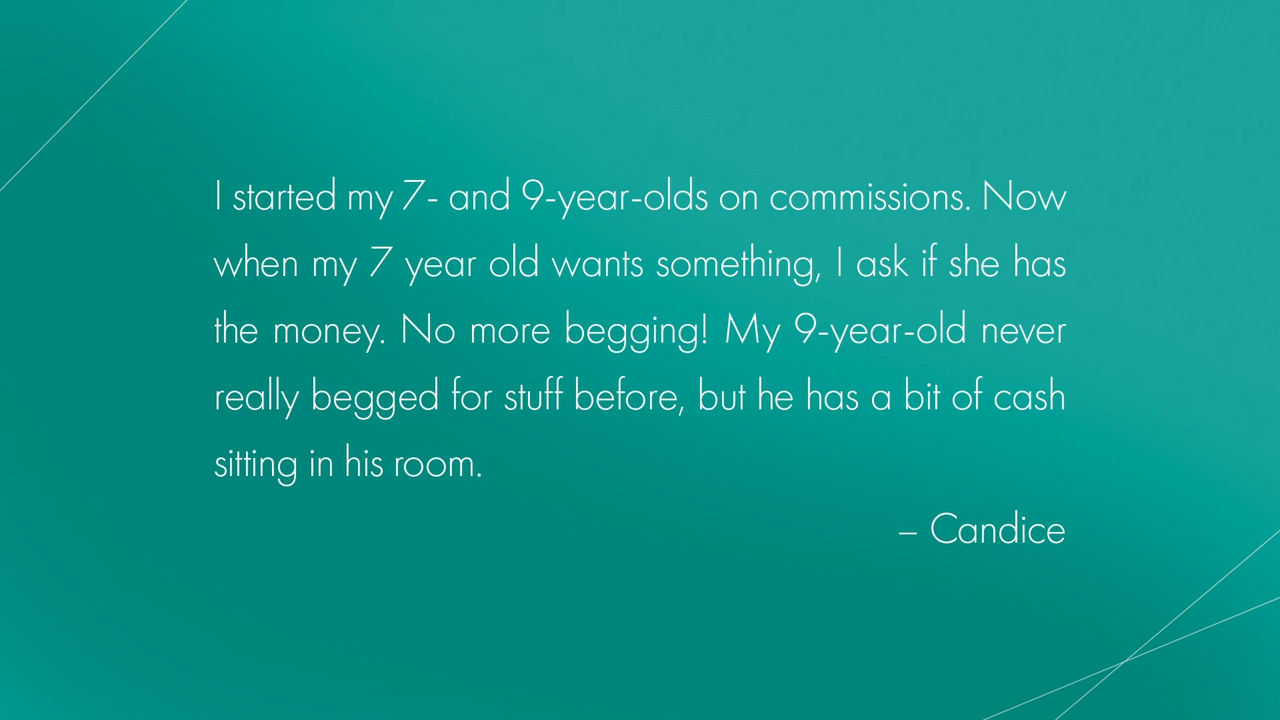 I started my 7- and 9-year-olds on commissions. Now
when my 7 year old wants something, I ask if she has
the money. No more begging! My 9-year-old never
really begged for stuff before, but he has a bit of cash
sitting in his room.
– Candice